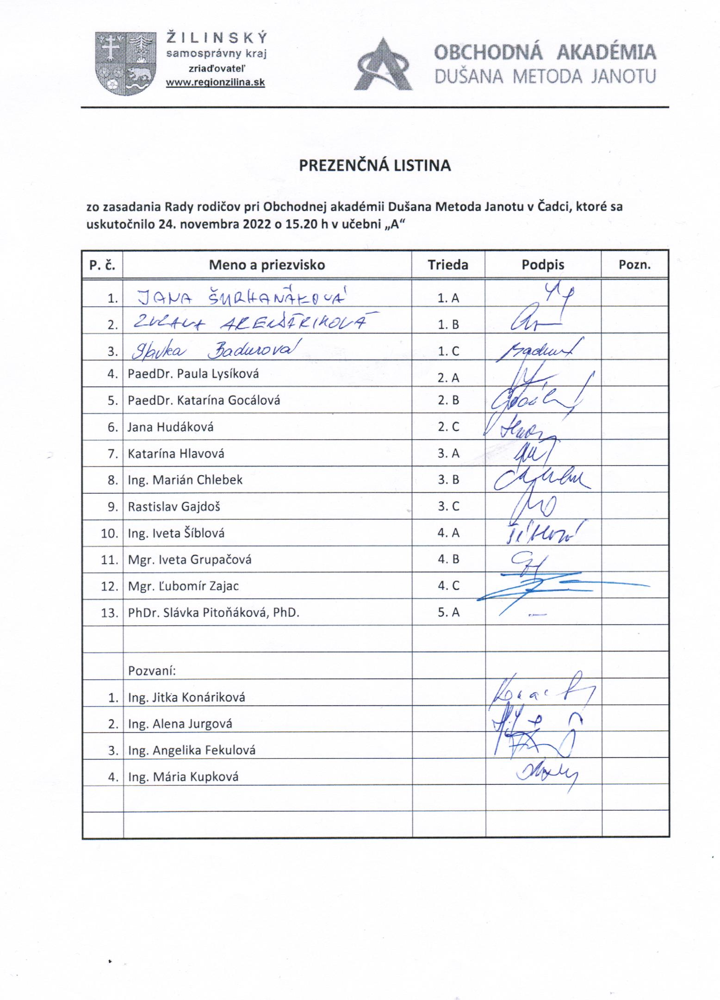 ŽILINSKÝ
samosprávny kraj
zriaďovateľ
www.regionzilina.sk
OBCHODNÁ AKADÉMIA
DUŠANA METODA JANOTU
PREZENČNÁ LISTINA
zo zasadania Rady rodičov pri Obchodnej akadémii Dušana Metoda Janotu v Čadci, ktoré sa
uskutočnilo 24. novembra 2022 o 15.20 h v učebni „A“
P. č. Meno a priezvisko Trieda Podpis Pozn.
1. JANA 1. A
2. 1. B
3. Slavka Badurová 1. C
4. PaedDr. Paula Lysíková 2. A
5. PaedDr. Katarína Gocálová 2. B
6. Jana Hudáková 2. C
7. Katarína Hlavová 3. A
8. Ing. Marián Chlebek 3. B
9. Rastislav Gajdoš 3. C
10. Ing. Iveta Šíblová 4. A
11. Mgr. Iveta Grupačová 4. B
12. Mgr. Ľubomír Zajac 4. C
13. PhDr. Slávka Pitoňáková, PhD. 5. A –
Pozvaní:
1. Ing. Jitka Konáriková
2. Ing. Alena Jurgová
3. Ing. Angelika Fekulová
4. Ing. Mária Kupková